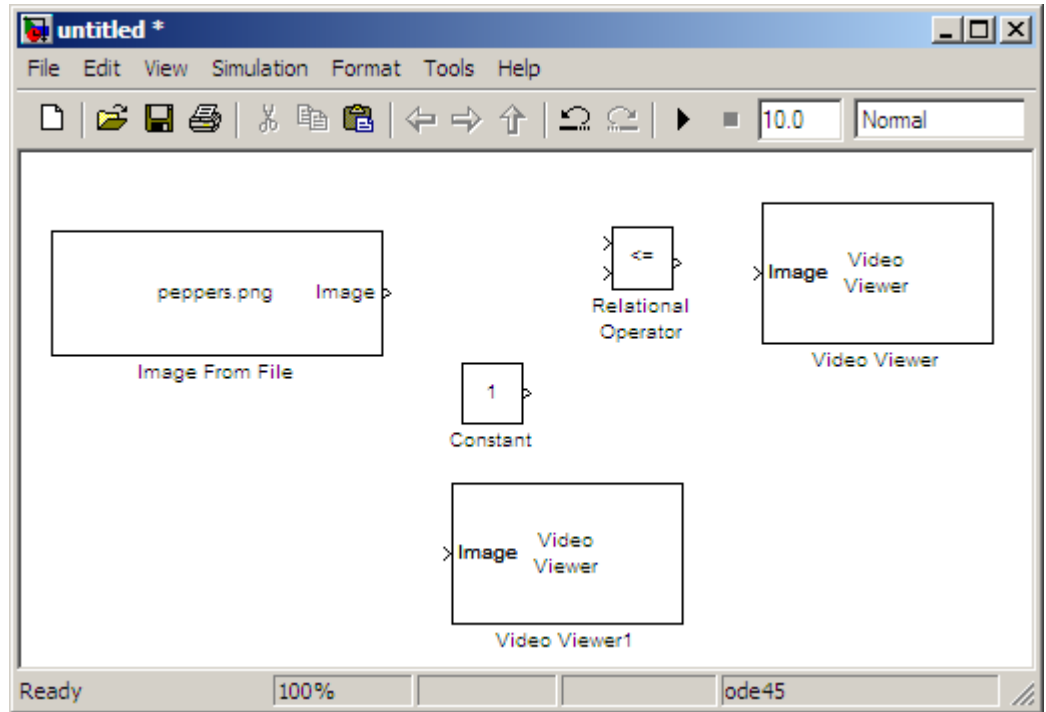 untitled *
File Edit View Simulation Format Tools Help
10.0 Normal
peppers.png Image
Image From File
<=
Relational
Operator
Image Video
Viewer
Video Viewer
1
Constant
Image Video
Viewer
Video Viewer1
Ready 100% ode45